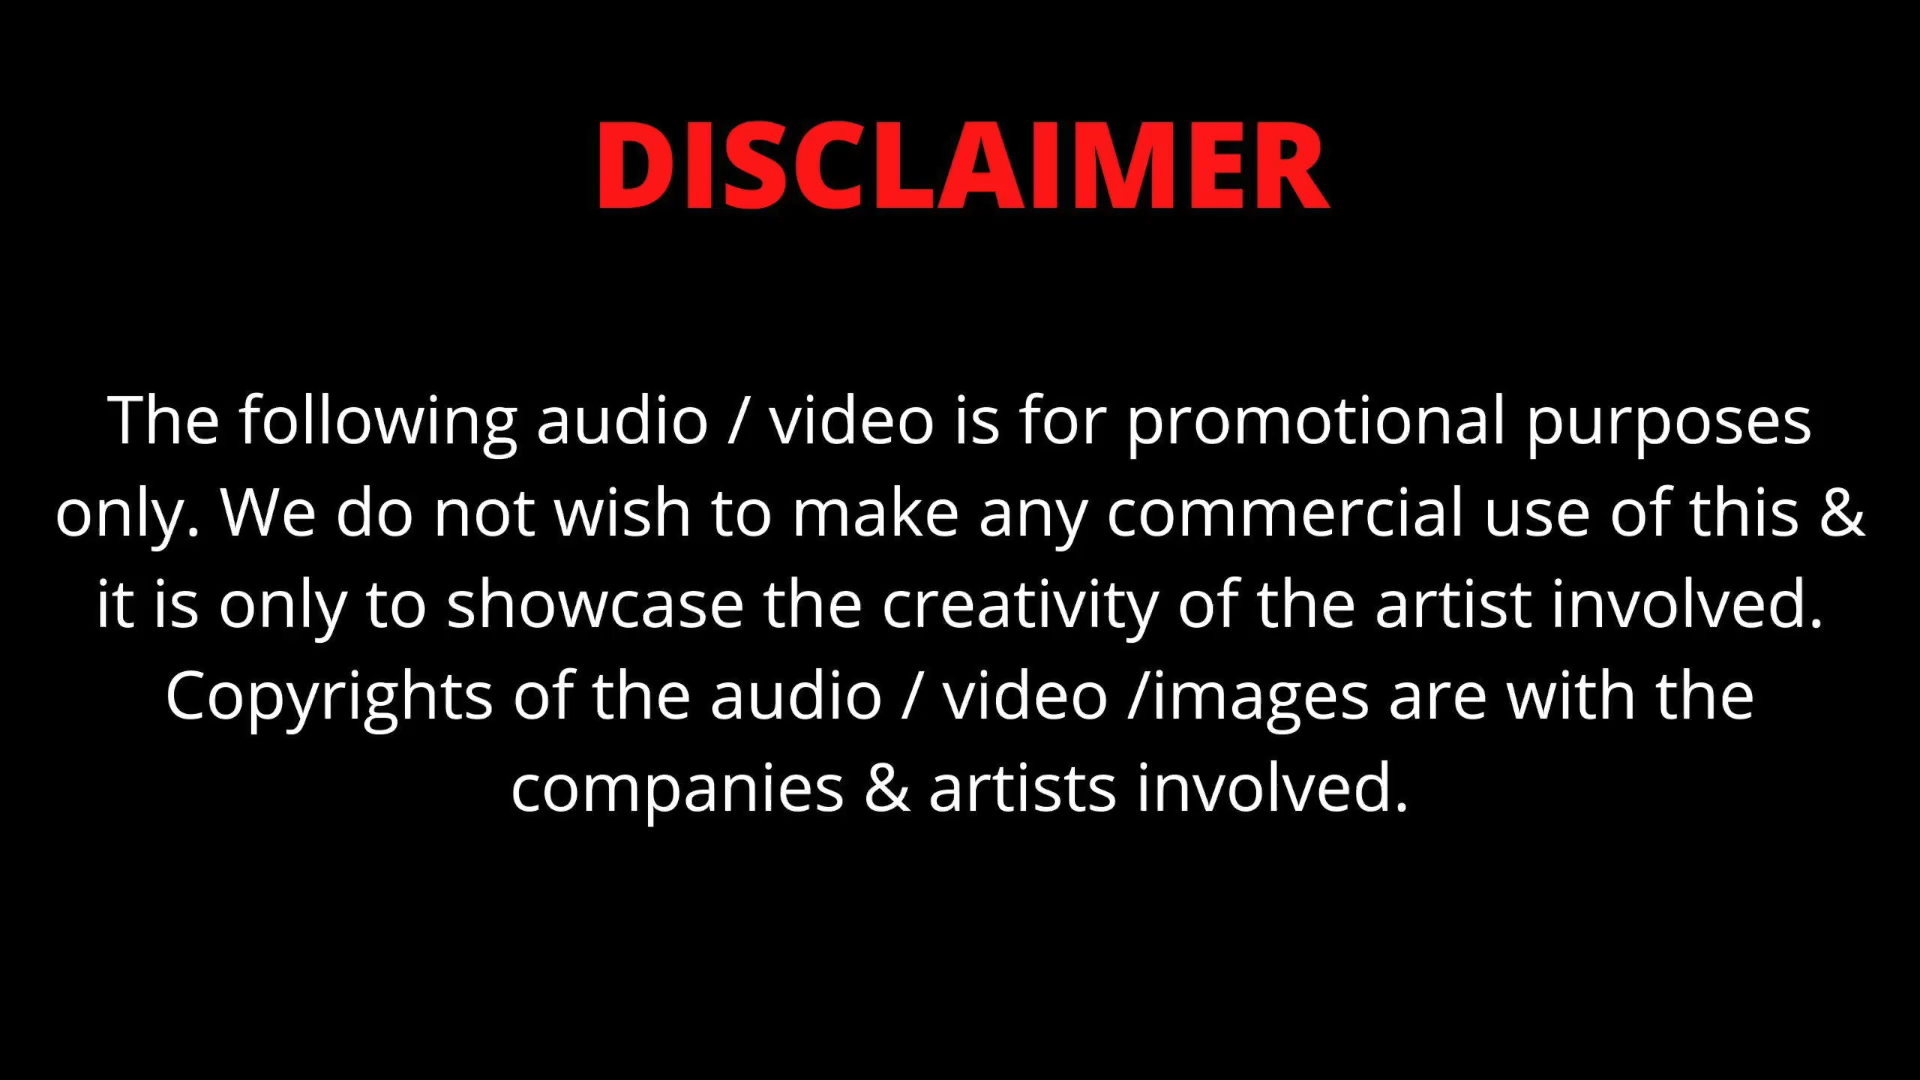 DISCLAIMER
The following audio / video is for promotional purposes
only. We do not wish to make any commercial use of this &
it is only to showcase the creativity of the artist involved.
Copyrights of the audio / video /images are with the
companies & artists involved.